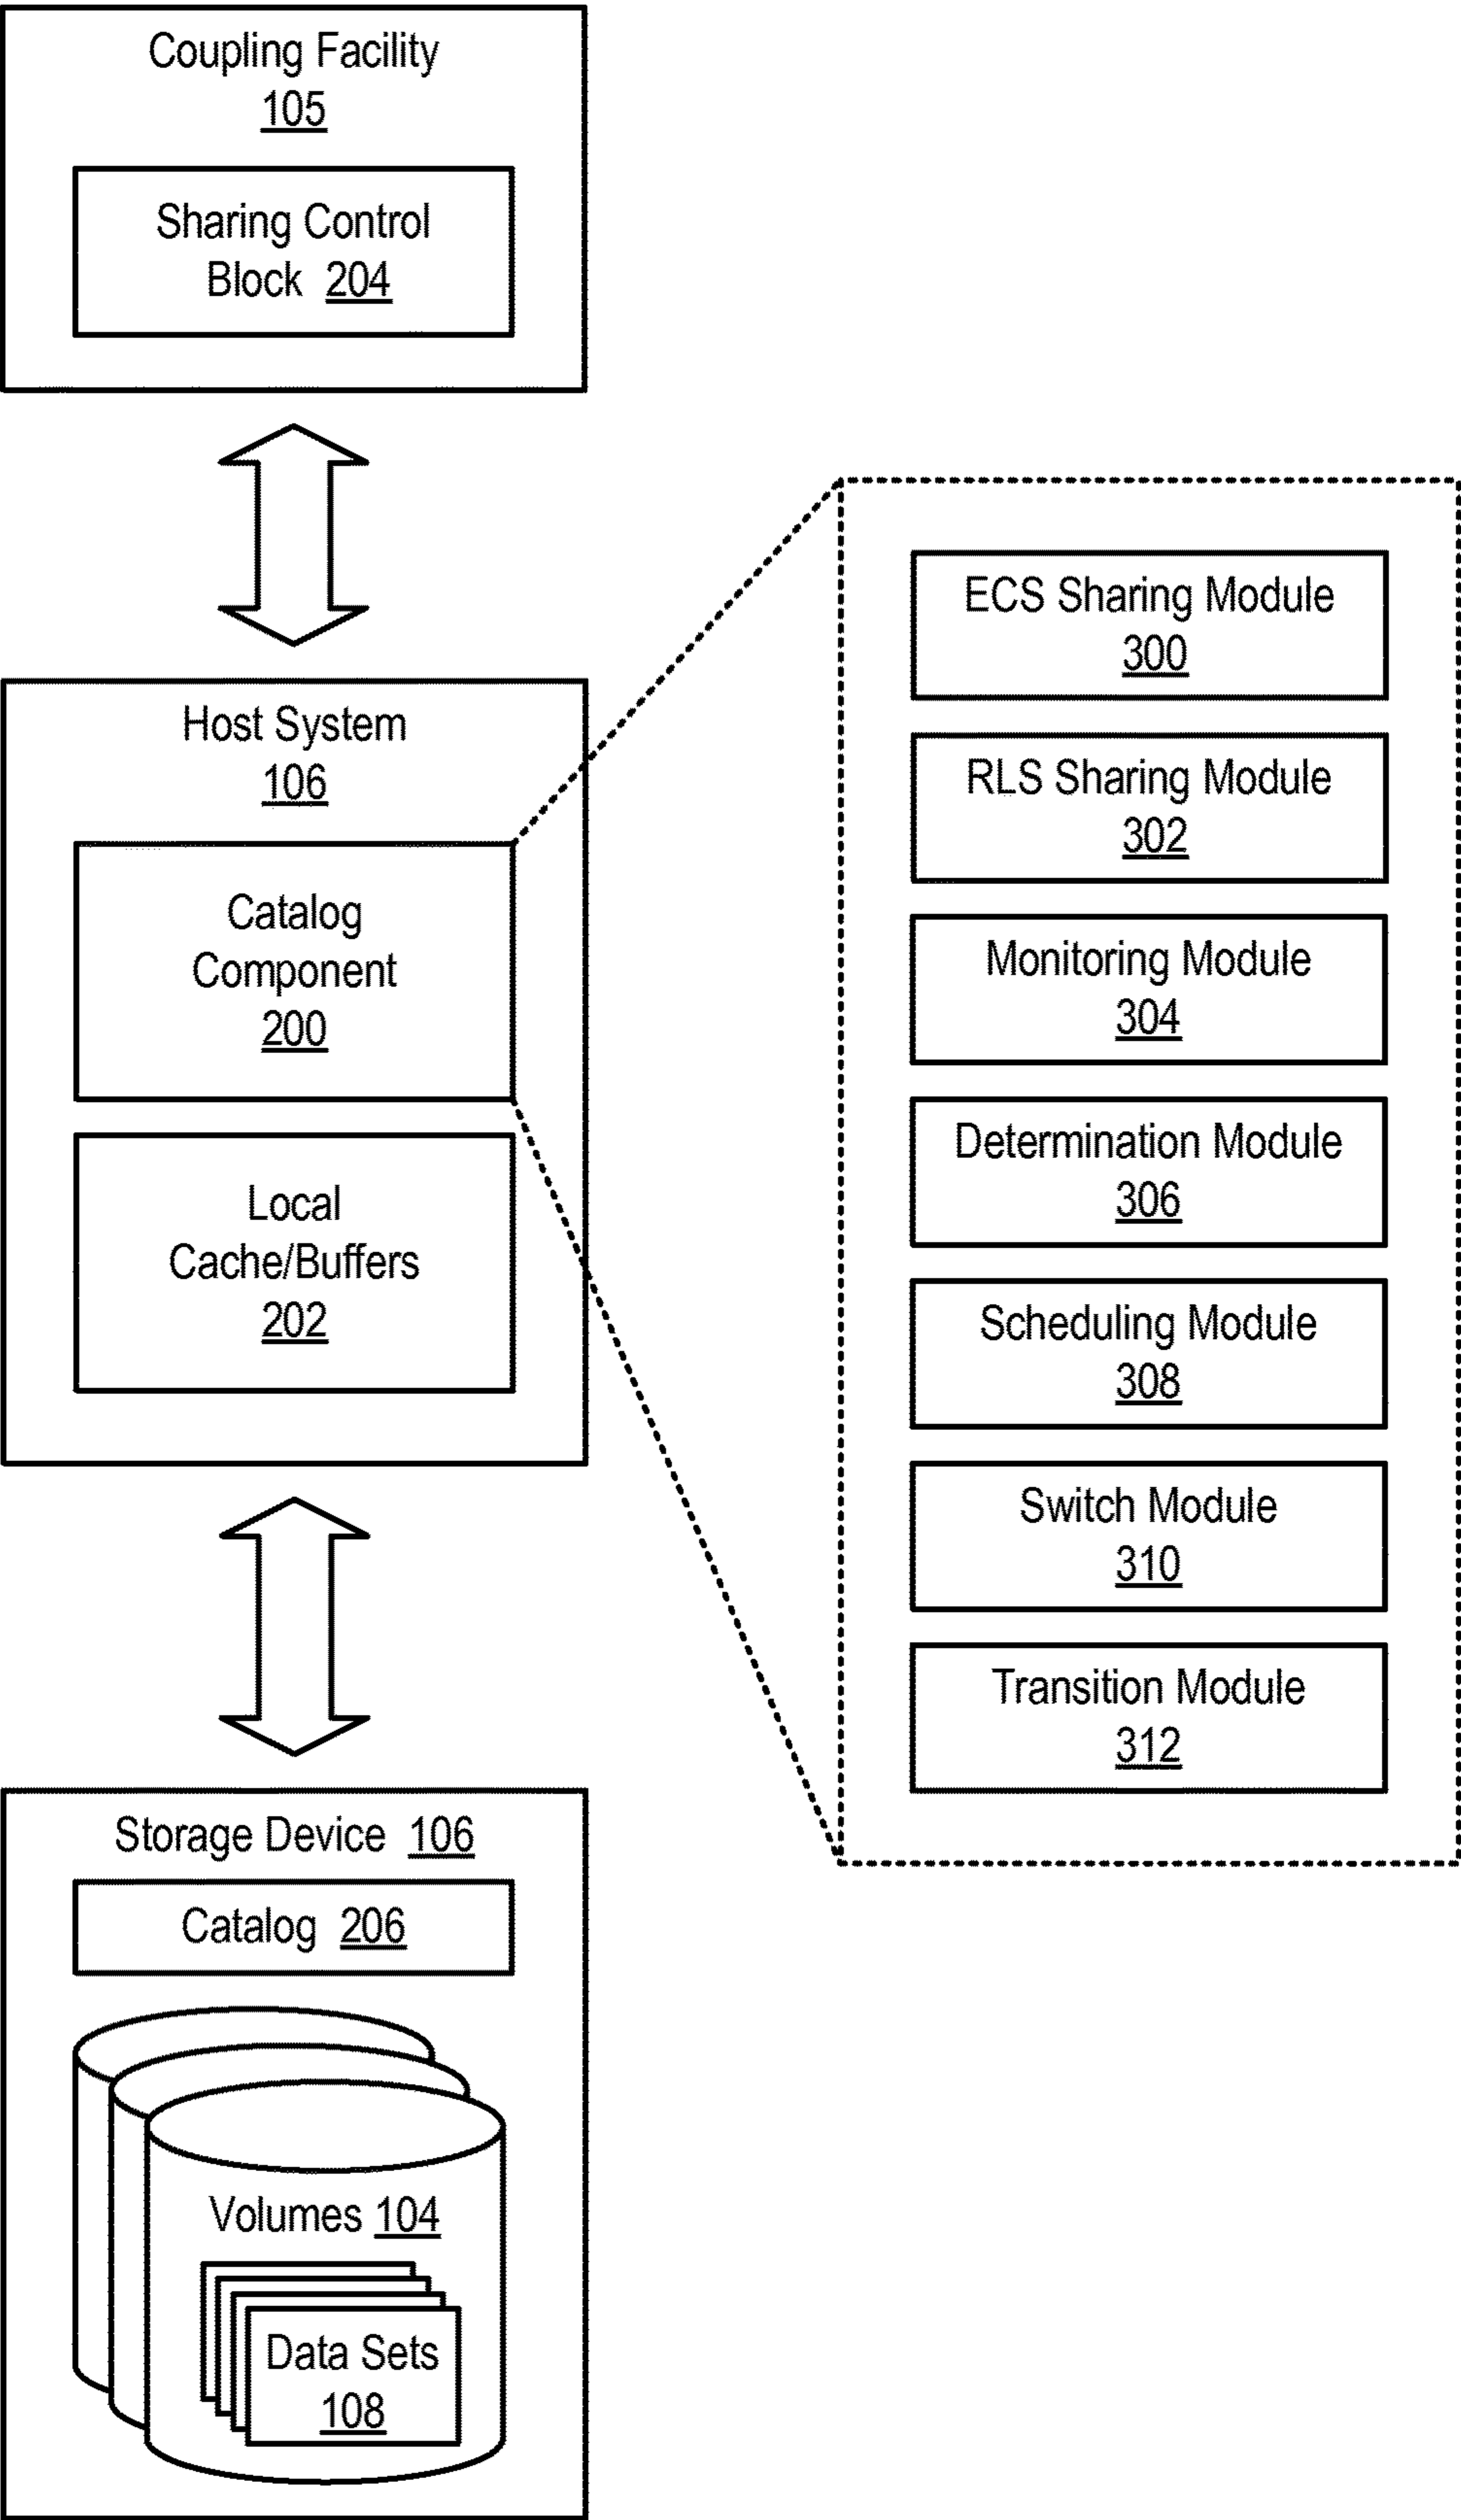 Coupling Facility
105
Sharing Control
Block 204
Host System
106
Catalog
Component
200
Local
Cache/Buffers
202
Storage Device 106
Catalog 206
Volumes 104
Data Sets
108
ECS Sharing Module
300
RLS Sharing Module
302
Monitoring Module
304
Determination Module
306
Scheduling Module
308
Switch Module
310
Transition Module
312